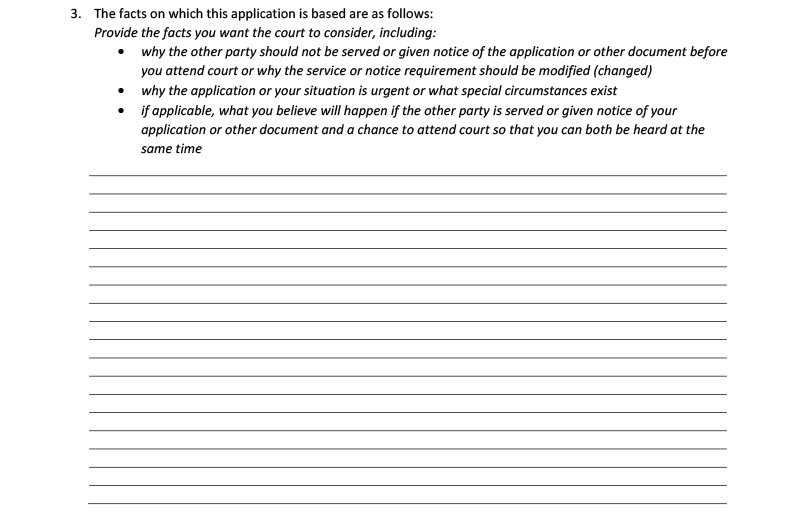 3. The facts on which this application is based are as follows:
Provide the facts you want the court to consider, including:
• why the other party should not be served or given notice of the application or other document before
you attend court or why the service or notice requirement should be modified (changed)
• why the application or your situation is urgent or what special circumstances exist
• if applicable, what you believe will happen if the other party is served or given notice of your
application or other document and a chance to attend court so that you can both be heard at the
same time